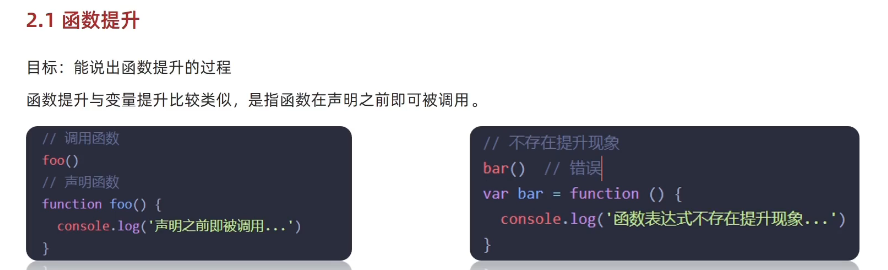 2.1 函数提升
目标：能说出函数提升的过程
函数提升与变量提升比较类似，是指函数在声明之前即可被调用。
// 调用函数
foo()
// 声明函数
function foo() {
  console.log('声明之前即被调用...')
}
// 不存在提升现象
bar()  // 错误
var bar = function () {
  console.log('函数表达式不存在提升现象...')
}